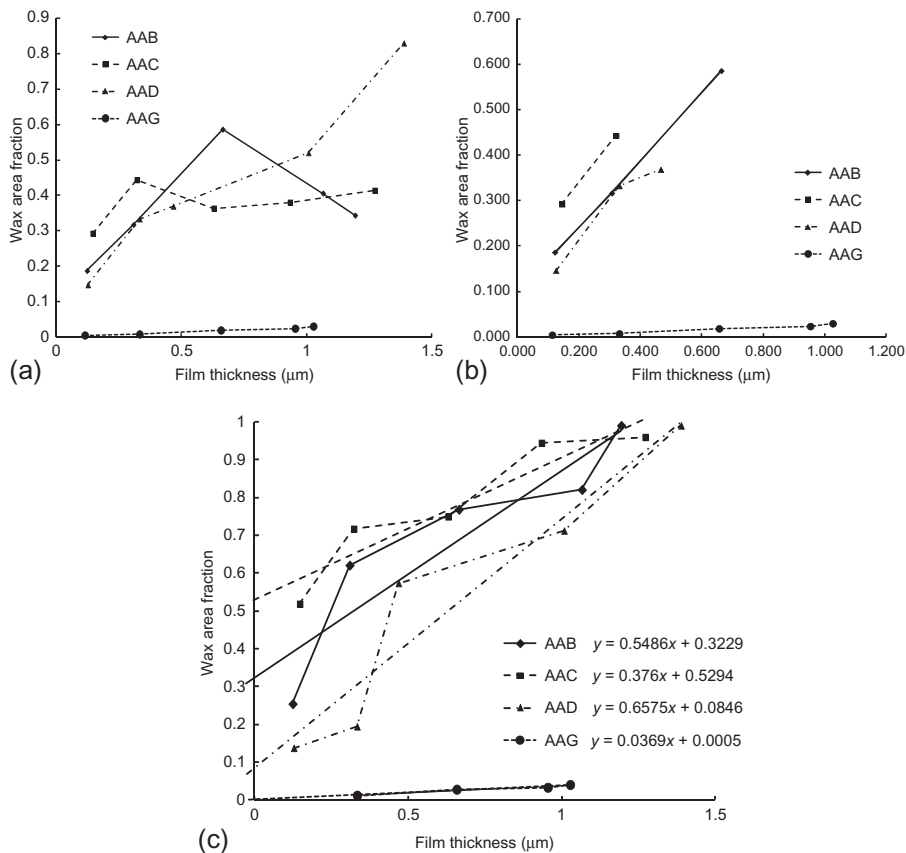 0.9
0.8
0.7
0.6
0.5
0.4
0.3
0.2
0.1
0
Wax area fraction
AAB
AAC
AAD
AAG
0
0.5
1
1.5
Film thickness (μm)
(a)
0.700
0.600
0.500
0.400
0.300
0.200
0.100
0.000
Wax area fraction
AAB
AAC
AAD
AAG
0.000
0.200
0.400
0.600
0.800
1.000
1.200
Film thickness (μm)
(b)
1
0.9
0.8
0.7
0.6
0.5
0.4
0.3
0.2
0.1
0
Wax area fraction
AAB y = 0.5486x + 0.3229
AAC y = 0.376x + 0.5294
AAD y = 0.6575x + 0.0846
AAG y = 0.0369x + 0.0005
0
0.5
1
1.5
Film thickness (μm)
(c)